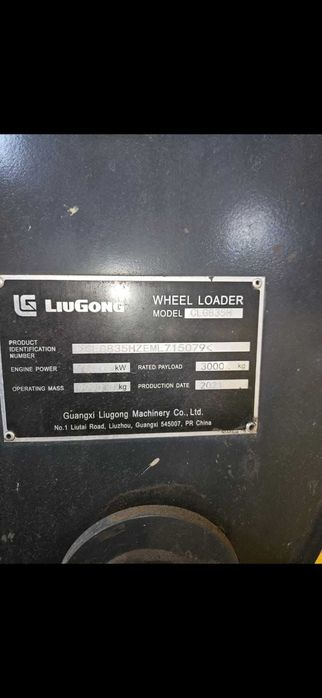 LG LIUGONG
WHEEL LOADER
MODEL CLG835H
PRODUCT IDENTIFICATION NUMBER
ENGINE POWER kW RATED PAYLOAD 3000 kg
OPERATING MASS kg PRODUCTION DATE
Guangxi Liugong Machinery Co., Ltd.
No.1 Liutai Road, Liuzhou, Guangxi 545007, PR China